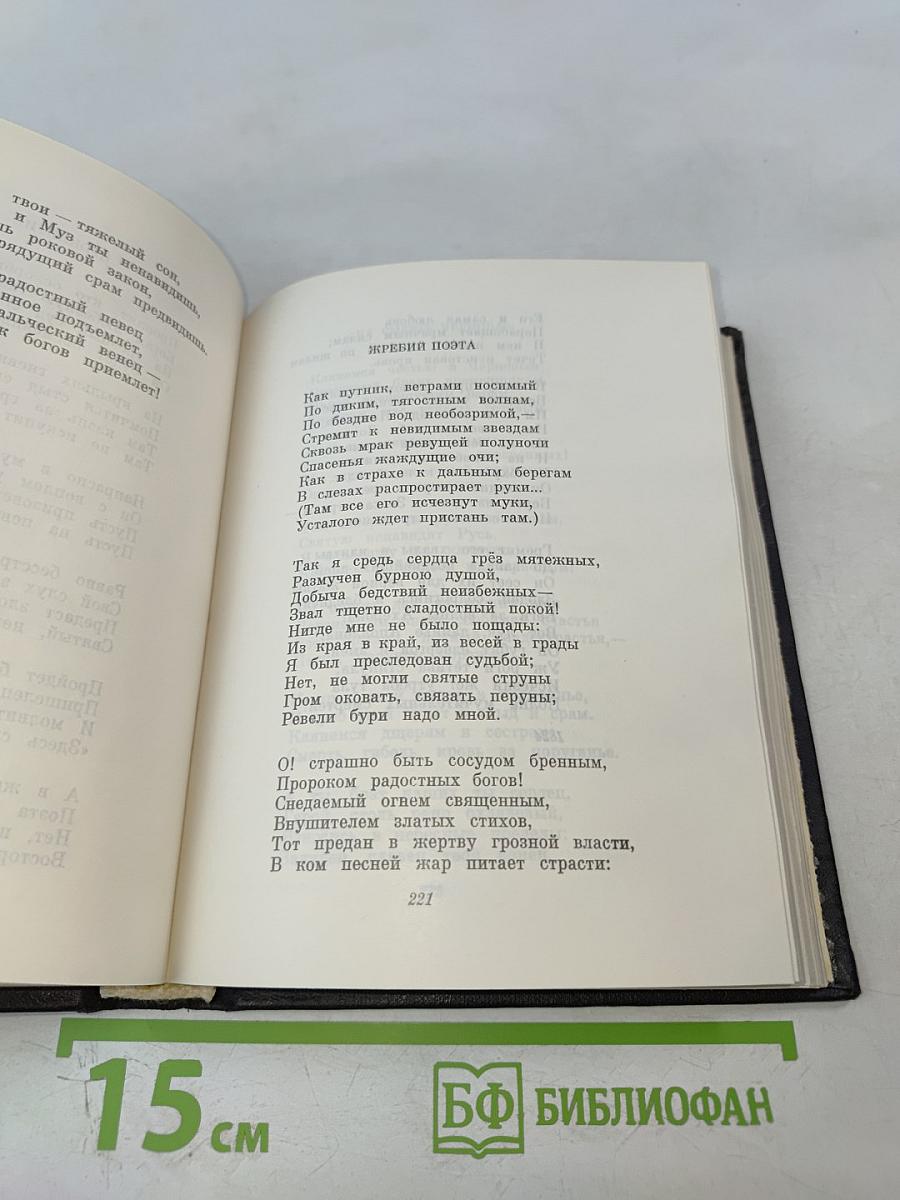 твои — тяжелый сон,
и Муз ты ненавидишь,
роковой закон,
срам предвидишь.
радостный певец
подъемлет,
венец —
богов приемлет!
ЖРЕБИЙ ПОЭТА
Как путник, ветрами носимый
По диким, тягостным волнам,
По бездне вод необозримой,—
Стремит к невидимым звездам
Сквозь мрак ревущей полуночи
Спасенья жаждущие очи;
Как в страхе к дальным берегам
В слезах распростирает руки...
(Там все его исчезнут муки,
Усталого ждет пристань там.)
Так я средь сердца грёз мятежных,
Размучен бурною душой,
Добыча бедствий неизбежных—
Звал тщетно сладостный покой!
Нигде мне не было пощады:
Из края в край, из весей в грады
Я был преследован судьбой;
Нет, не могли святые струны
Гром оковать, связать перуны;
Ревели бури надо мной.
О! страшно быть сосудом бренным,
Пророком радостных богов!
Снедаемый огнем священным,
Внушителем златых стихов,
Тот предан в жертву грозной власти,
В ком песней жар питает страсти:
221
15 см
БФ БИБЛИОФАН